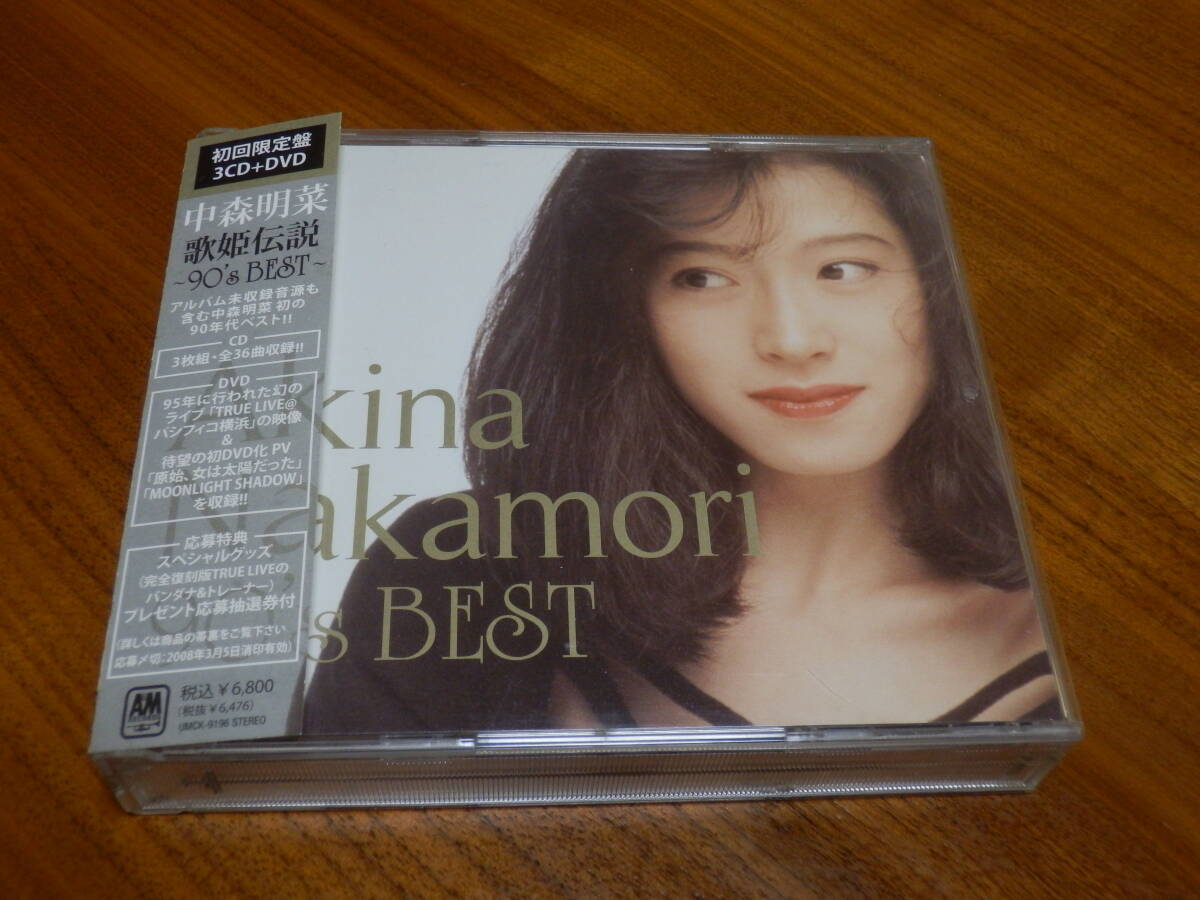 初回限定盤
3CD+DVD
中森明菜
歌姫伝説
~90's BEST~
アルバム未収録音源も
含む中森明菜 初の
90年代ベスト!!
CD
3枚組・全36曲収録!!
DVD
95年に行われた幻の
ライブ「TRUE LIVE@
パシフィコ横浜」の映像
&
待望の初DVD化 PV
「原始、女は太陽だった」
「MOONLIGHT SHADOW」
を収録!!
応募特典
スペシャルグッズ
(完全復刻版TRUE LIVEの
バンダナ&トレーナー)
プレゼント応募抽選券付
(詳しくは商品の帯裏をご覧下さい
応募〆切:2008年3月5日消印有効)
AM
RECORDS
税込¥6,800
(税抜¥6,476)
UMCK-9196 STEREO
Akina
Nakamori
90's BEST